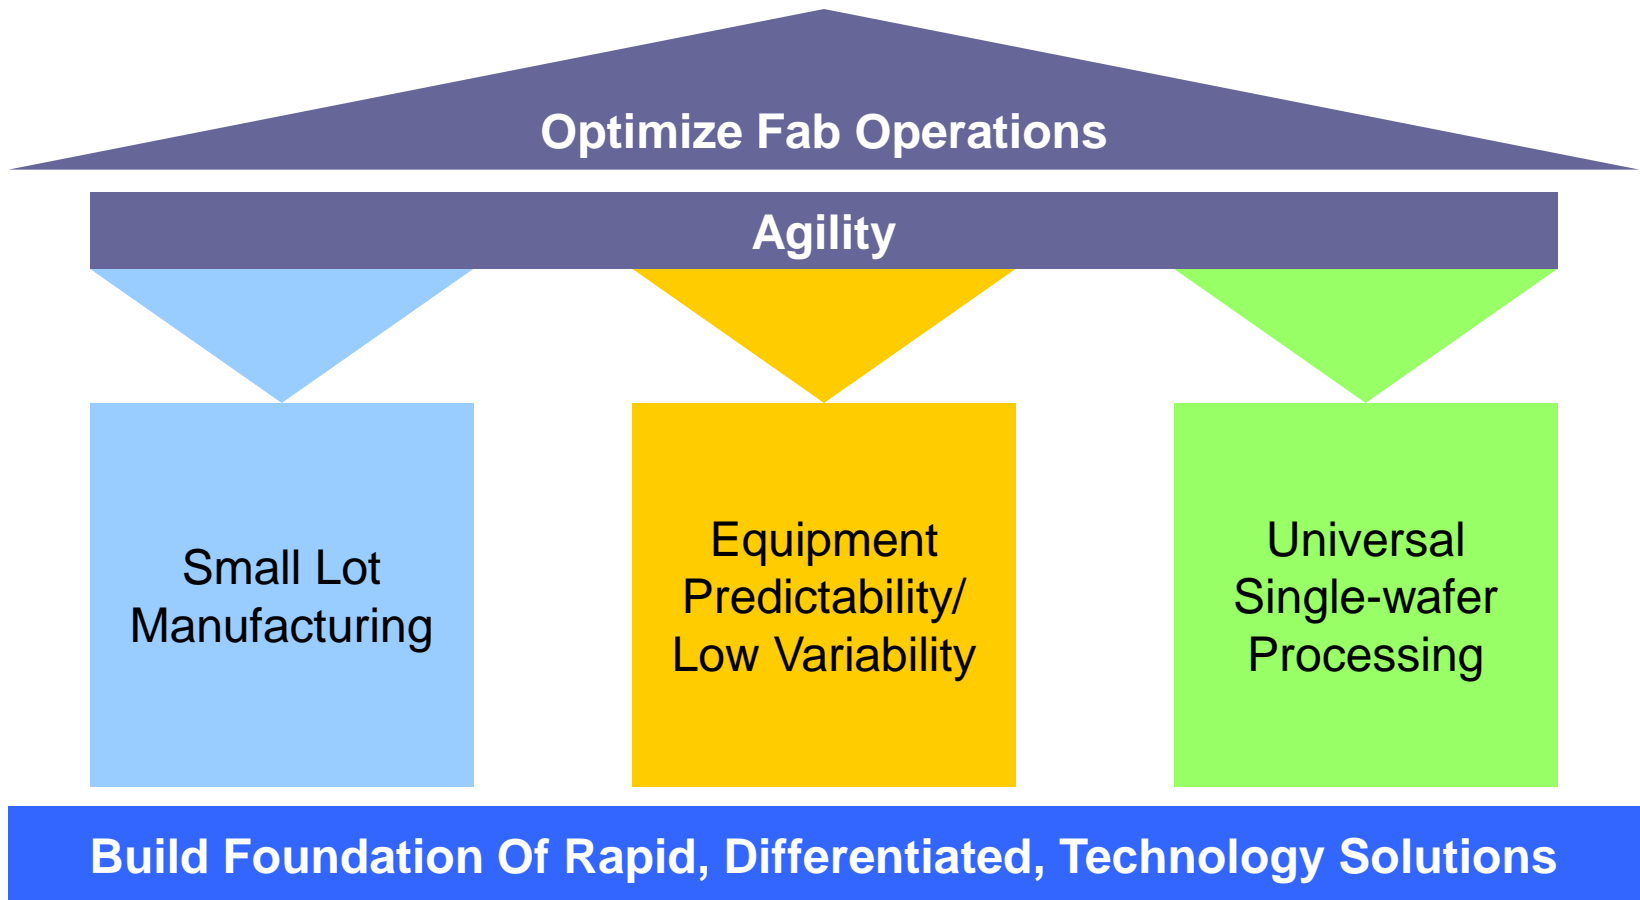 Optimize Fab Operations
Agility
Small Lot
Manufacturing
Equipment
Predictability/
Low Variability
Universal
Single-wafer
Processing
Build Foundation Of Rapid, Differentiated, Technology Solutions